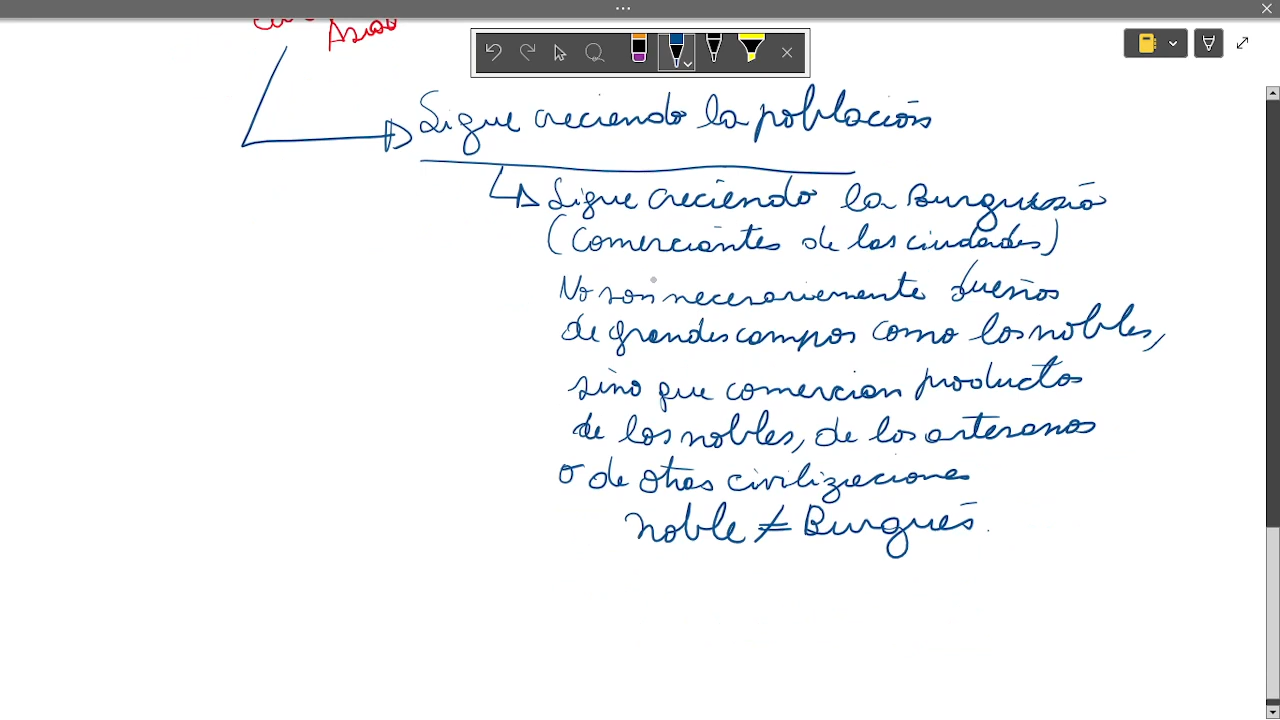 Asia
Sigue creciendo la población
Sigue creciendo la Burguesía
(Comerciantes de las ciudades)
No son necesariamente dueños
de grandes campos como los nobles,
sino que comercian productos
de los nobles, de los artesanos
o de otras civilizaciones
noble ≠ Burgués.